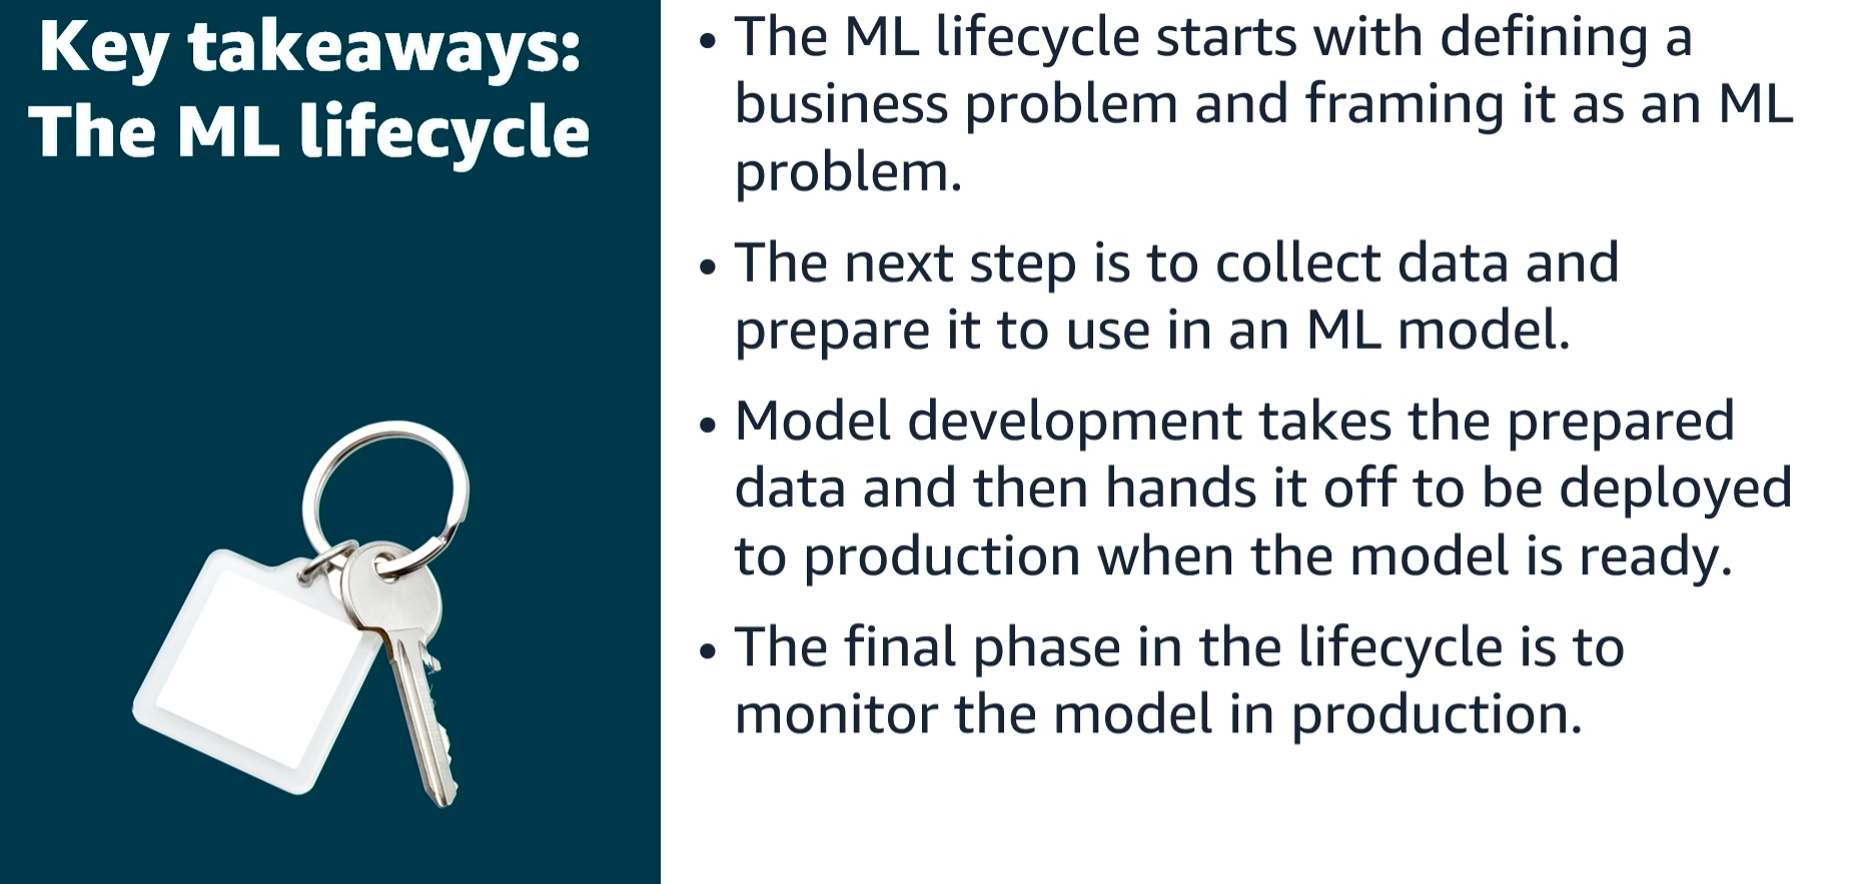 Key takeaways:
The ML lifecycle
• The ML lifecycle starts with defining a
business problem and framing it as an ML
problem.
• The next step is to collect data and
prepare it to use in an ML model.
• Model development takes the prepared
data and then hands it off to be deployed
to production when the model is ready.
• The final phase in the lifecycle is to
monitor the model in production.